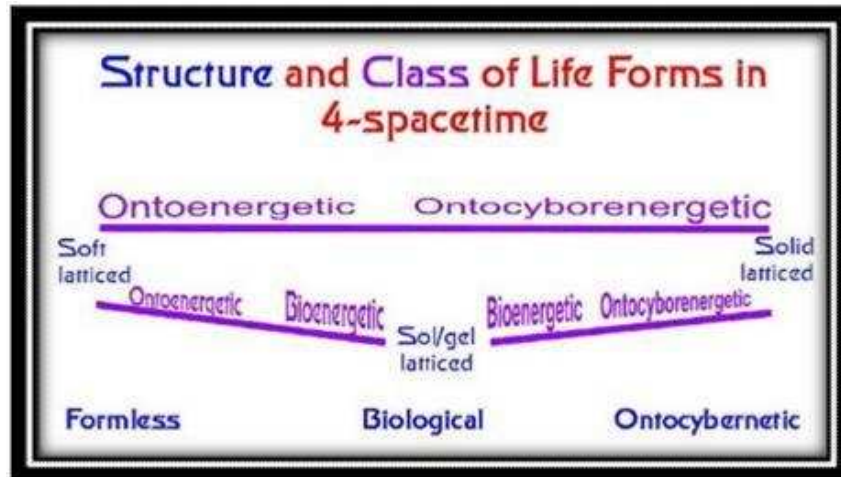 Structure and Class of Life Forms in
4-spacetime
Ontoenergetic Ontocyborenergetic
Soft
latticed
Solid
latticed
Ontoenergetic Bioenergetic
Sol/gel
latticed
Bioenergetic Ontocyborenergetic
Formless Biological Ontocybernetic